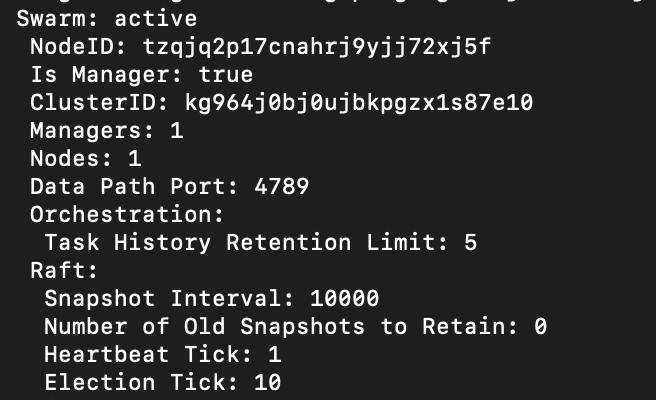 Swarm: active
NodeID: tzqjq2p17cnahrj9yjj72xj5f
Is Manager: true
ClusterID: kg964j0bj0ujbkpgzx1s87e10
Managers: 1
Nodes: 1
Data Path Port: 4789
Orchestration:
Task History Retention Limit: 5
Raft:
Snapshot Interval: 10000
Number of Old Snapshots to Retain: 0
Heartbeat Tick: 1
Election Tick: 10